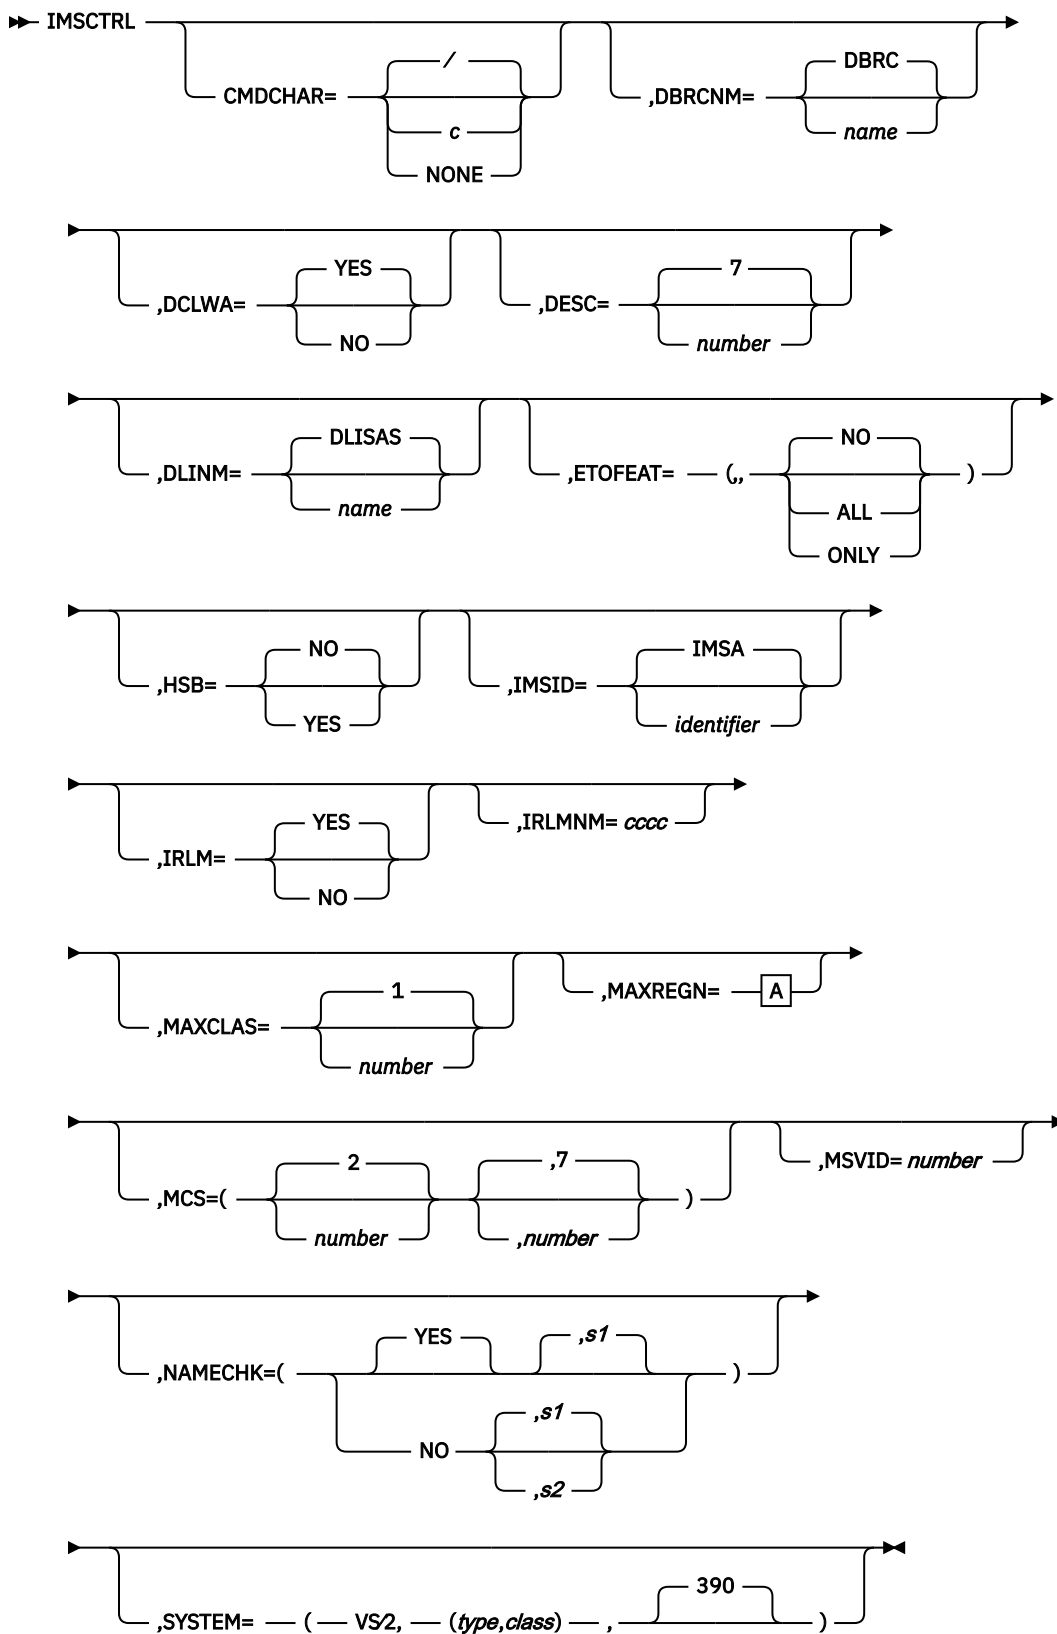 IMSCTRL
/
CMDCHAR=
c
NONE
DBRC
,DBRCNM=
name
YES
,DCLWA=
NO
7
,DESC=
number
DLISAS
,DLINM=
name
NO
,ETOFEAT= (,, )
ALL
ONLY
NO
,HSB=
YES
IMSA
,IMSID=
identifier
YES
,IRLM=
NO
,IRLMNM= cccc
1
,MAXCLAS=
number
,MAXREGN= A
2
,7
,MCS=( )
number
,number
,MSVID= number
YES
,s1
,NAMECHK=( )
,s1
NO
,s2
390
,SYSTEM= ( VS/2, (type,class) , )